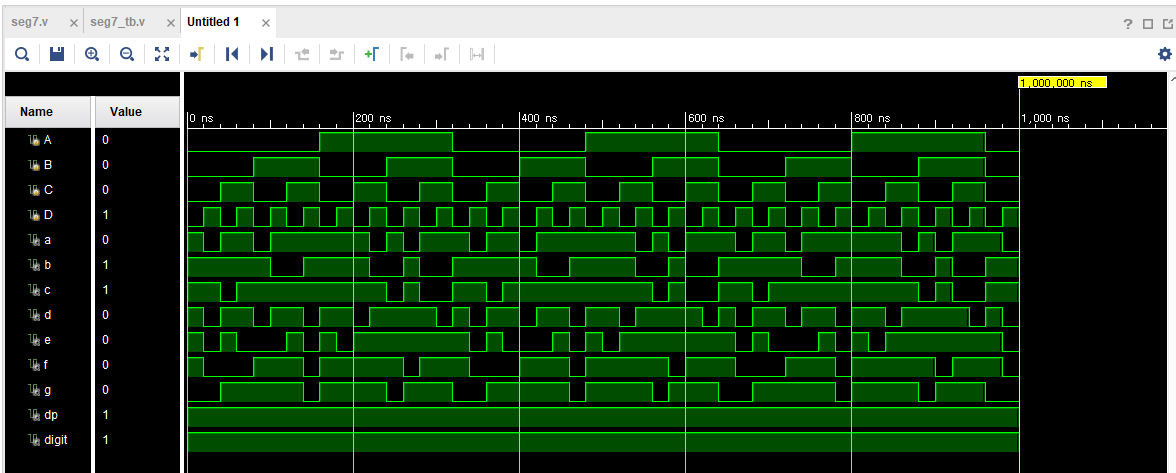 seg7.v × seg7_tb.v × Untitled 1 ×
?
1,000,000 ns
Name Value
0 ns 200 ns 400 ns 600 ns 800 ns 1,000 ns
A 0
B 0
C 0
D 1
a 0
b 1
c 1
d 0
e 0
f 0
g 0
dp 1
digit 1